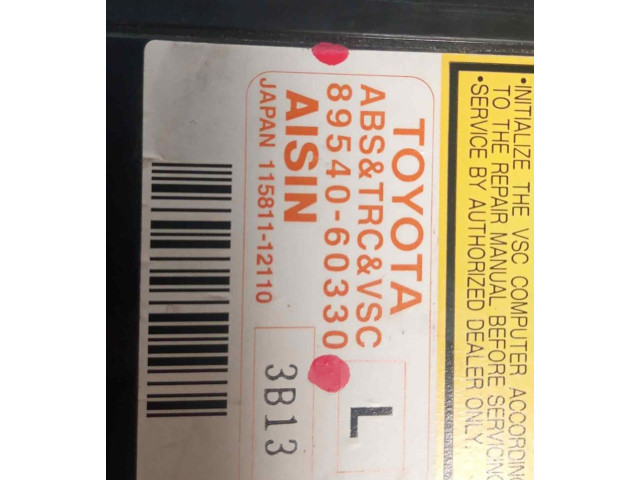 •INITIALIZE THE VSC COMPUTER ACCORDING
TO THE REPAIR MANUAL BEFORE SERVICING
•SERVICE BY AUTHORIZED DEALER ONLY.
TOYOTA
ABS&TRC&VSC
89540-60330
AISIN
JAPAN 115811-12110
L
3B13